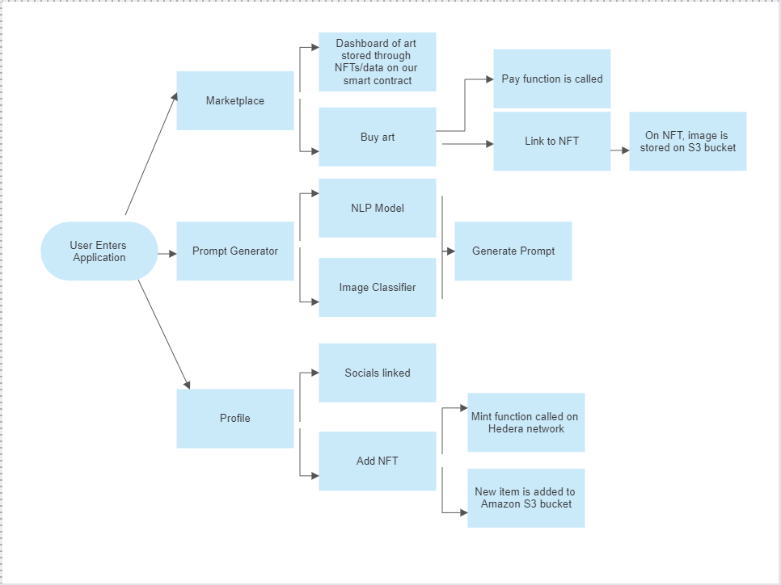 User Enters
Application
Marketplace
Dashboard of art
stored through
NFTs/data on our
smart contract
Buy art
Pay function is called
Link to NFT
On NFT, image is
stored on S3 bucket
Prompt Generator
NLP Model
Image Classifier
Generate Prompt
Profile
Socials linked
Add NFT
Mint function called on
Hedera network
New item is added to
Amazon S3 bucket